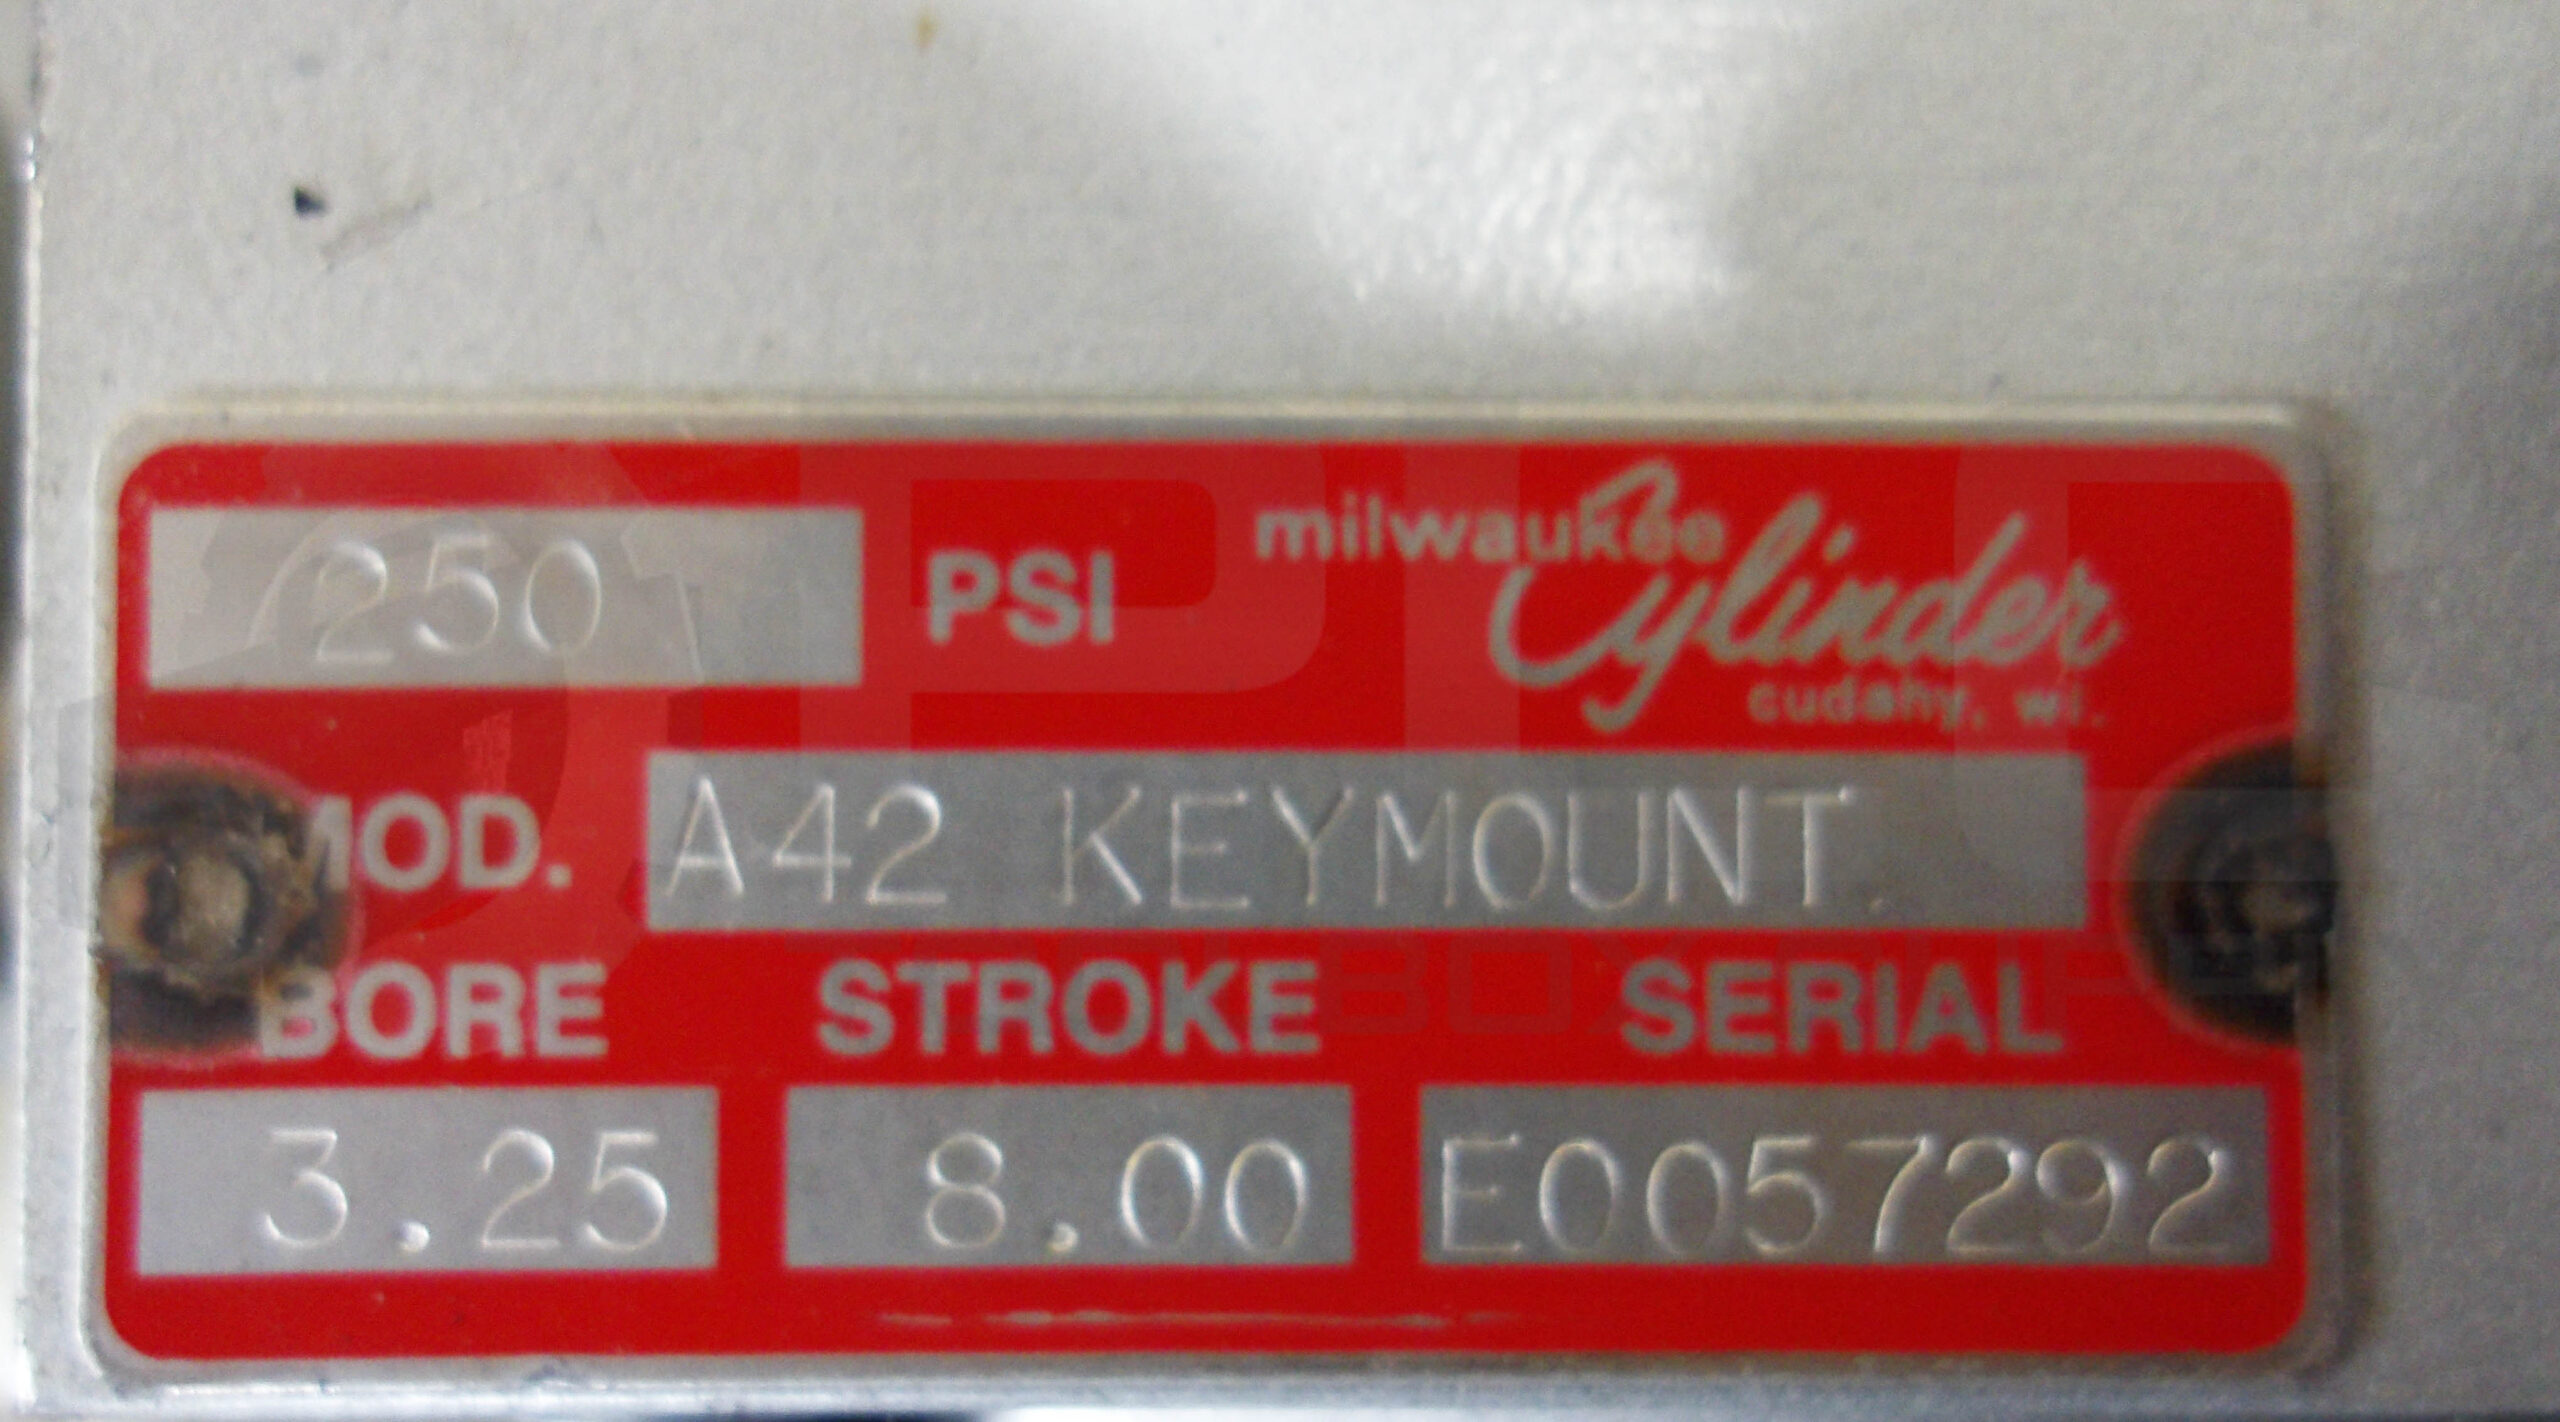 250 PSI milwaukee Cylinder
cudahy, wi.
MOD. A42 KEYMOUNT.
BORE STROKE SERIAL
3.25 8.00 E0057292